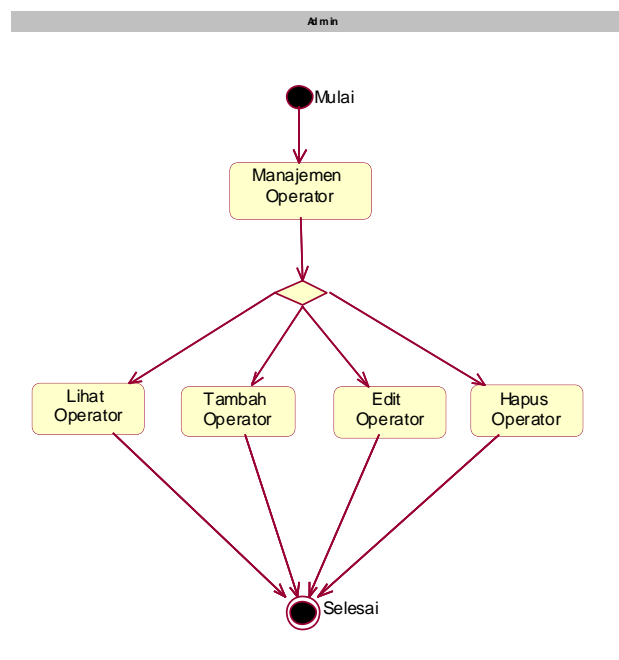 Admin
Mulai
Manajemen
Operator
Lihat
Operator
Tambah
Operator
Edit
Operator
Hapus
Operator
Selesai